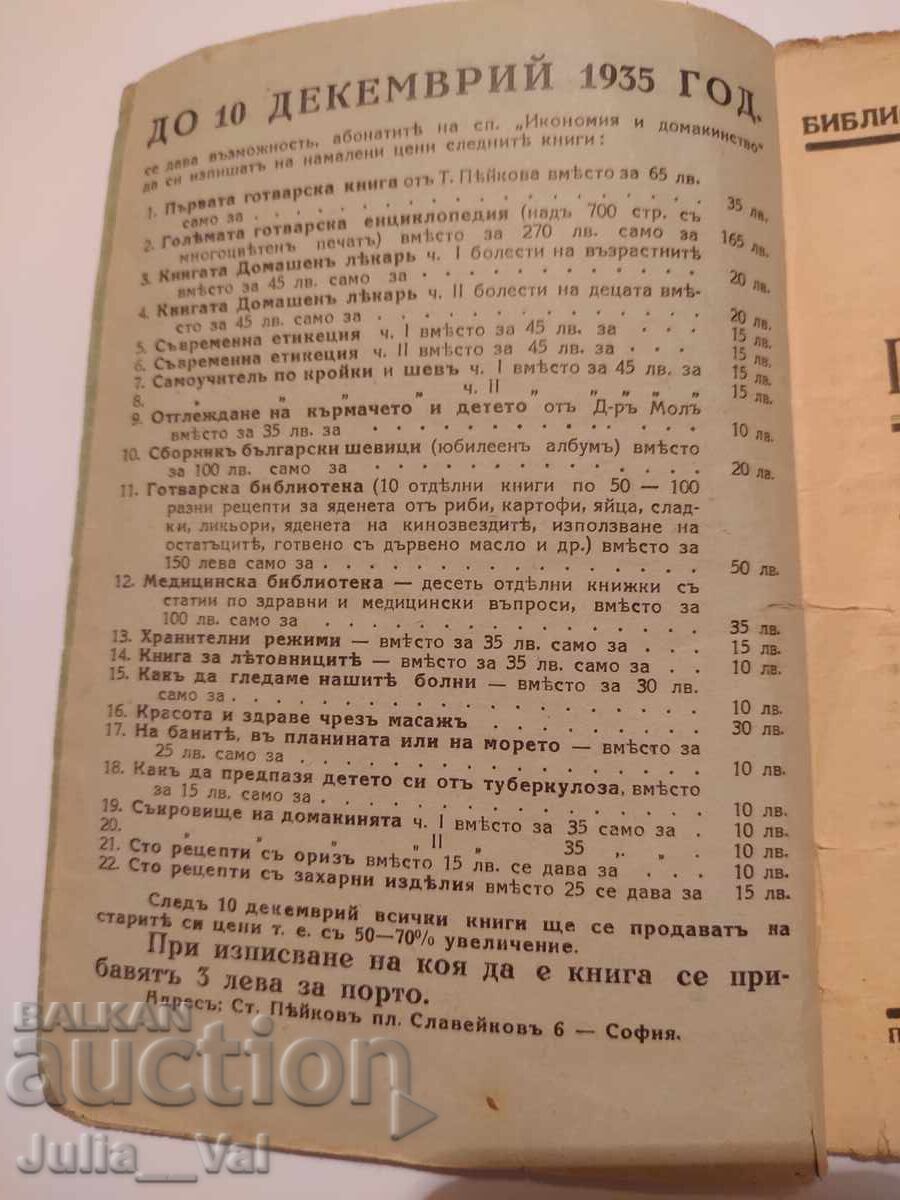 ДО 10 ДЕКЕМВРИЙ 1935 ГОД.
се дава възможность, абонатитѣ на сп. „Икономия и домакинство“
да си изпишатъ на намалени цени следнитѣ книги:
1. Първата готварска книга отъ Т. Пѣйкова вмѣсто за 65 лв.
само за . . . . . . . . . . . . . . . 35 лв.
2. Голѣмата готварска енциклопедия (надъ 700 стр. съ
многоцвѣтенъ печатъ) вмѣсто за 270 лв. само за 165 лв.
3. Книгата Домашенъ лѣкарь ч. I болести на възрастнитѣ
вмѣсто за 45 лв. само за . . . . . . . . . . 20 лв.
4. Книгата Домашенъ лѣкарь ч. II болести на децата вмѣ-
сто за 45 лв. само за . . . . . . . . . . . 20 лв.
5. Съвременна етикеция ч. I вмѣсто за 45 лв. за . . . 15 лв.
6. Съвременна етикеция ч. II вмѣсто за 45 лв. за . . . 15 лв.
7. Самоучитель по кройки и шевъ ч. I вмѣсто за 45 лв. за 15 лв.
8. „ „ „ „ ч. II „ „ „ „ „ 15 лв.
9. Отглеждане на кърмачето и детето отъ Д-ръ Молъ
вмѣсто за 35 лв. за . . . . . . . . . . . . 10 лв.
10. Сборникъ български шевици (юбилеенъ албумъ) вмѣсто
за 100 лв. само за . . . . . . . . . . . . 20 лв.
11. Готварска библиотека (10 отдѣлни книги по 50 — 100
разни рецепти за яденета отъ риби, картофи, яйца, слад-
ки, ликьори, яденета на кинозвездитѣ, използване на
остатъцитѣ, готвено съ дървено масло и др.) вмѣсто за
150 лева само за . . . . . . . . . . . . . 50 лв.
12. Медицинска библиотека — десеть отдѣлни книжки съ
статии по здравни и медицински въпроси, вмѣсто за
100 лв. само за . . . . . . . . . . . . . 35 лв.
13. Хранителни режими — вмѣсто за 35 лв. само за . . . 15 лв.
14. Книга за лѣтовницитѣ — вмѣсто за 35 лв. само за . . 10 лв.
15. Какъ да гледаме нашитѣ болни — вмѣсто за 30 лв.
само за . . . . . . . . . . . . . . . . . 10 лв.
16. Красота и здраве чрезъ масажъ . . . . . . . . 30 лв.
17. На банитѣ, въ планината или на морето — вмѣсто за
25 лв. само за . . . . . . . . . . . . . . 10 лв.
18. Какъ да предпазя детето си отъ туберкулоза, вмѣсто
за 15 лв. само за . . . . . . . . . . . . . 10 лв.
19. Съкровище на домакинята ч. I вмѣсто за 35 само за . 10 лв.
20. „ „ „ „ II „ 35 „ „ . 10 лв.
21. Сто рецепти съ оризъ вмѣсто 15 лв. се дава за . . . 10 лв.
22. Сто рецепти съ захарни издѣлия вмѣсто 25 се дава за 15 лв.
Следъ 10 декемврий всички книги ще се продаватъ на
старитѣ си цени т. е. съ 50—70% увеличение.
При изписване на коя да е книга се при-
бавятъ 3 лева за порто.
Адресъ: Ст. Пѣйковъ пл. Славейковъ 6 — София.
БИБЛИ
П
BALKAN
auction
Julia__Val